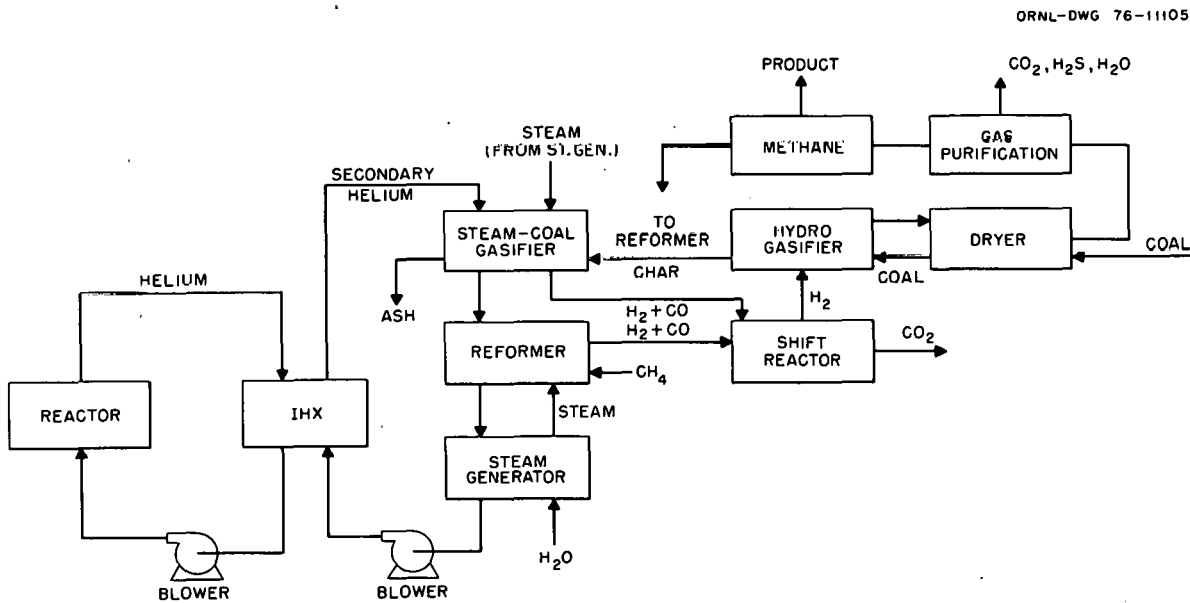 ORNL-DWG 76-11105
PRODUCT
CO2, H2S, H2O
STEAM
(FROM ST.GEN.)
METHANE
GAS
PURIFICATION
SECONDARY
HELIUM
STEAM-COAL
GASIFIER
TO
REFORMER
CHAR
HYDRO
GASIFIER
DRYER
COAL
COAL
HELIUM
ASH
H2+CO
H2+CO
H2
REFORMER
SHIFT
REACTOR
CO2
CH4
REACTOR
IHX
STEAM
STEAM
GENERATOR
H2O
BLOWER
BLOWER